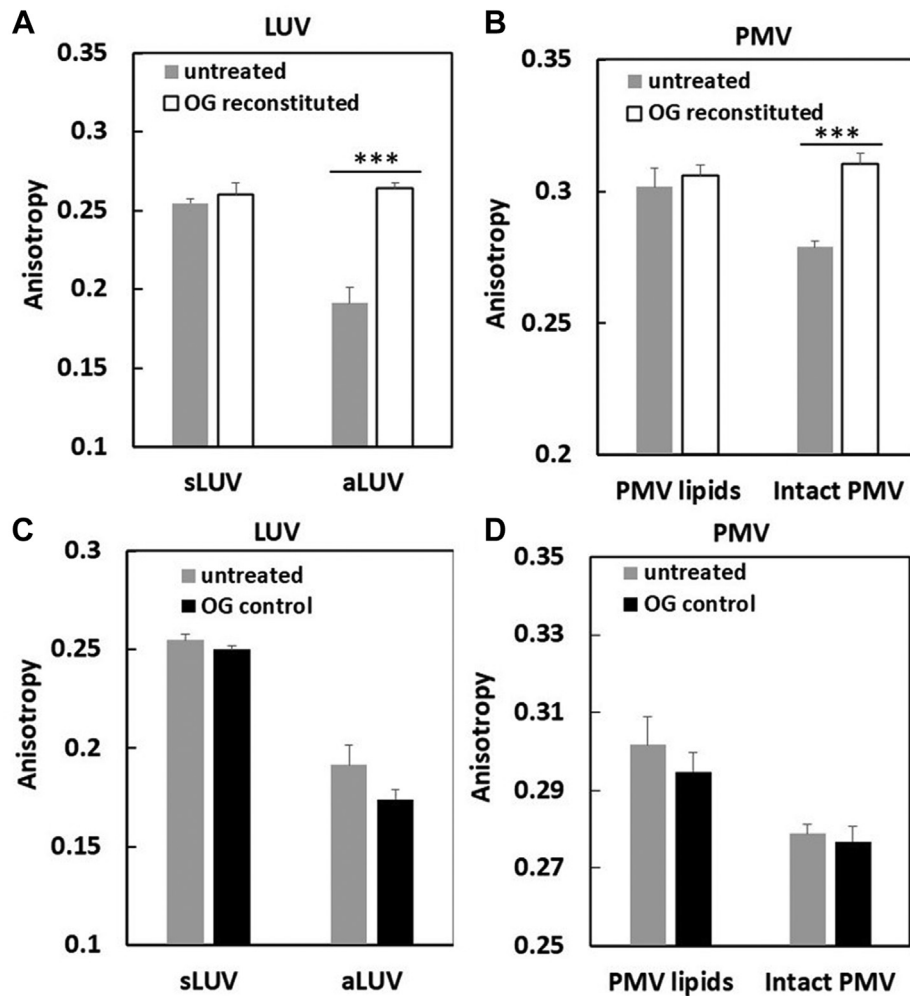 A
LUV
untreated
OG reconstituted
***
Anisotropy
0.35
0.3
0.25
0.2
0.15
0.1
sLUV aLUV
B
PMV
untreated
OG reconstituted
***
Anisotropy
0.35
0.3
0.25
0.2
PMV lipids Intact PMV
C
LUV
untreated
OG control
Anisotropy
0.3
0.25
0.2
0.15
0.1
sLUV aLUV
D
PMV
untreated
OG control
Anisotropy
0.35
0.33
0.31
0.29
0.27
0.25
PMV lipids Intact PMV